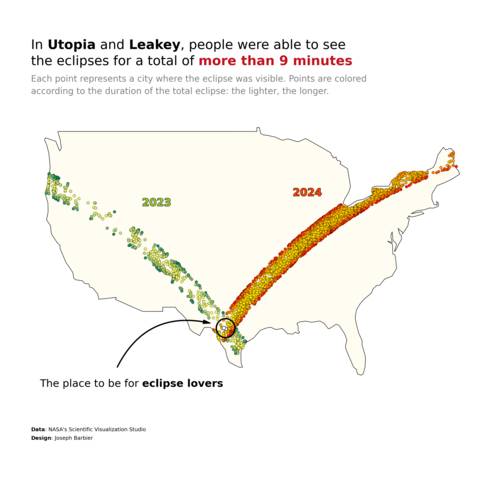 In Utopia and Leakey, people were able to see
the eclipses for a total of more than 9 minutes
Each point represents a city where the eclipse was visible. Points are colored
according to the duration of the total eclipse: the lighter, the longer.
2023
2024
The place to be for eclipse lovers
Data: NASA's Scientific Visualization Studio
Design: Joseph Barbier